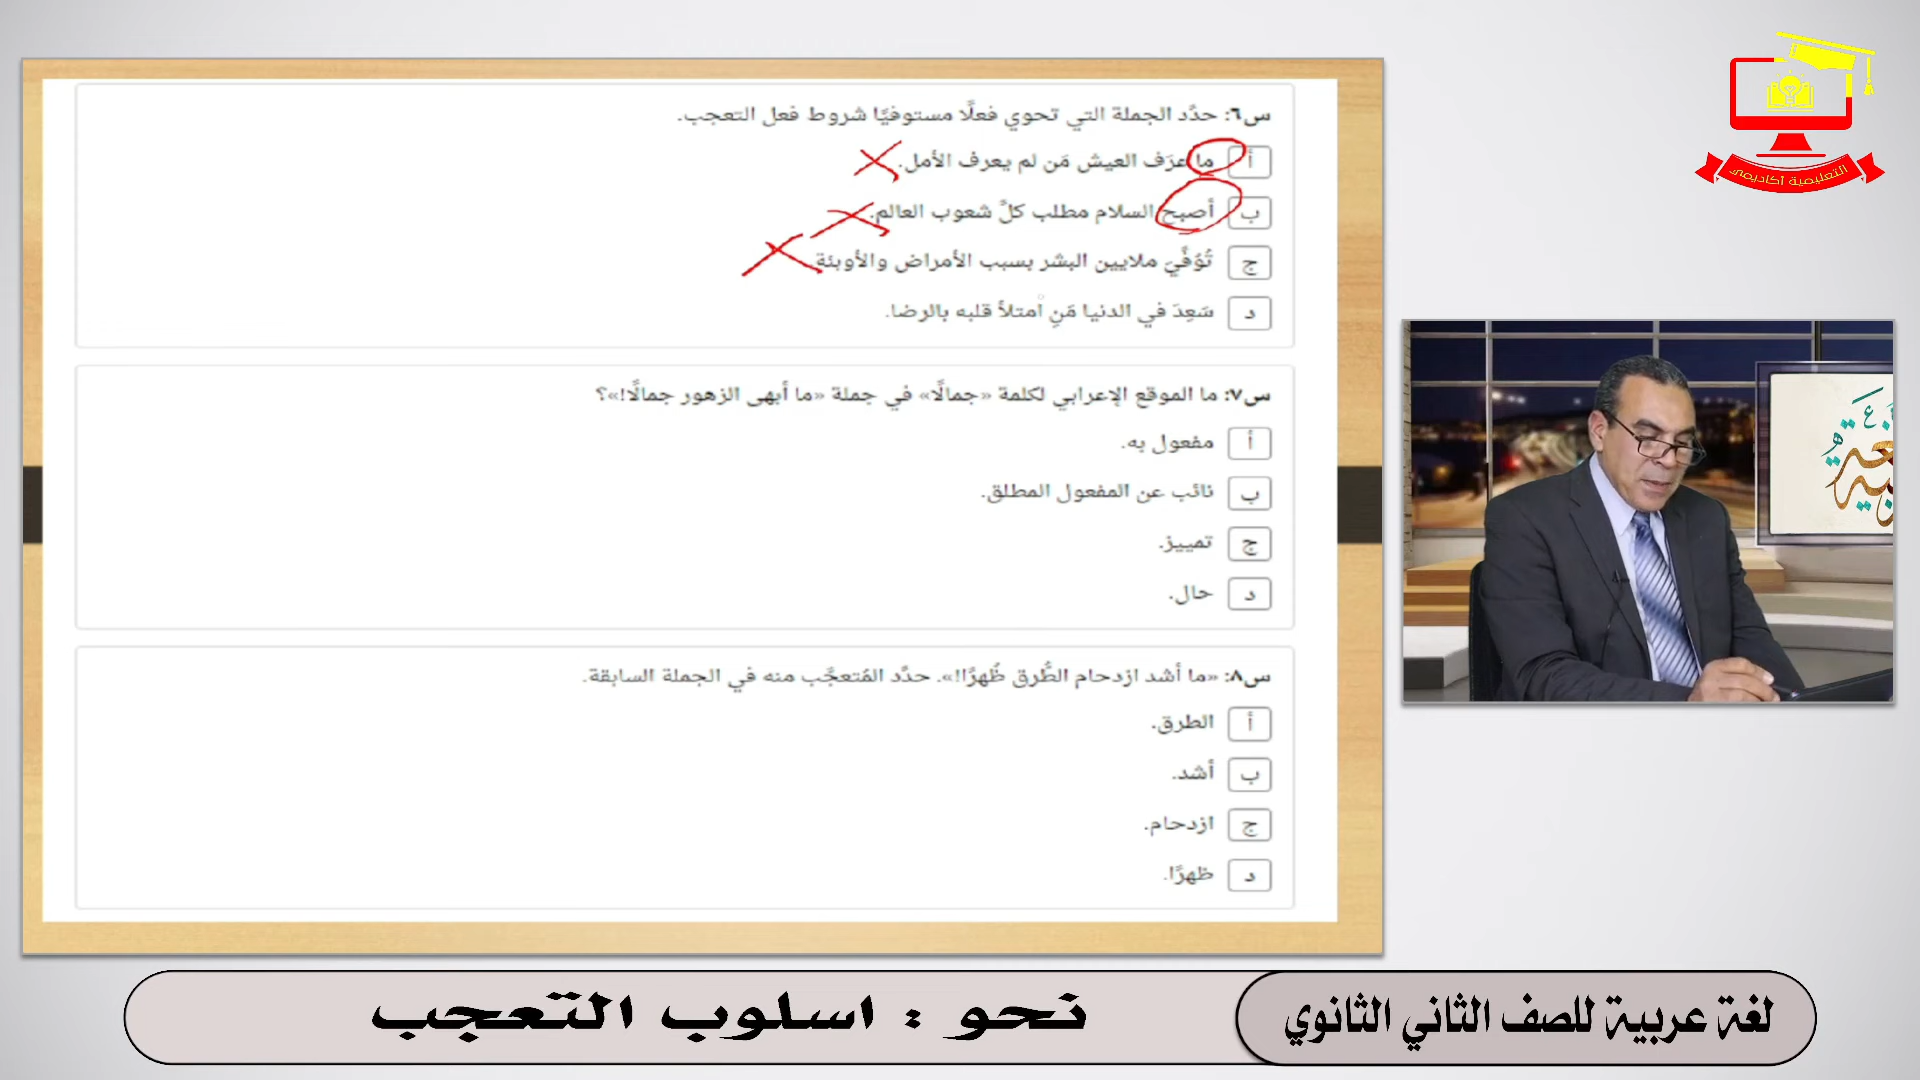 س٦: حدِّد الجملة التي تحوي فعلًا مستوفيًا شروط فعل التعجب.
أ ما عرَف العيش مَن لم يعرف الأمل.
ب أصبح السلام مطلب كلِّ شعوب العالم.
ج تُوُفِّيَ ملايين البشر بسبب الأمراض والأوبئة
د سَعِدَ في الدنيا مَنِ امتلأ قلبه بالرضا.
س٧: ما الموقع الإعرابي لكلمة «جمالًا» في جملة «ما أبهى الزهور جمالًا!»؟
أ مفعول به.
ب نائب عن المفعول المطلق.
ج تمييز.
د حال.
س٨: «ما أشد ازدحام الطُّرق ظُهرًا!». حدِّد المُتعجَّب منه في الجملة السابقة.
أ الطرق.
ب أشد.
ج ازدحام.
د ظهرًا.
التعليمية أكاديمي
نحو : اسلوب التعجب
لغة عربية للصف الثاني الثانوي